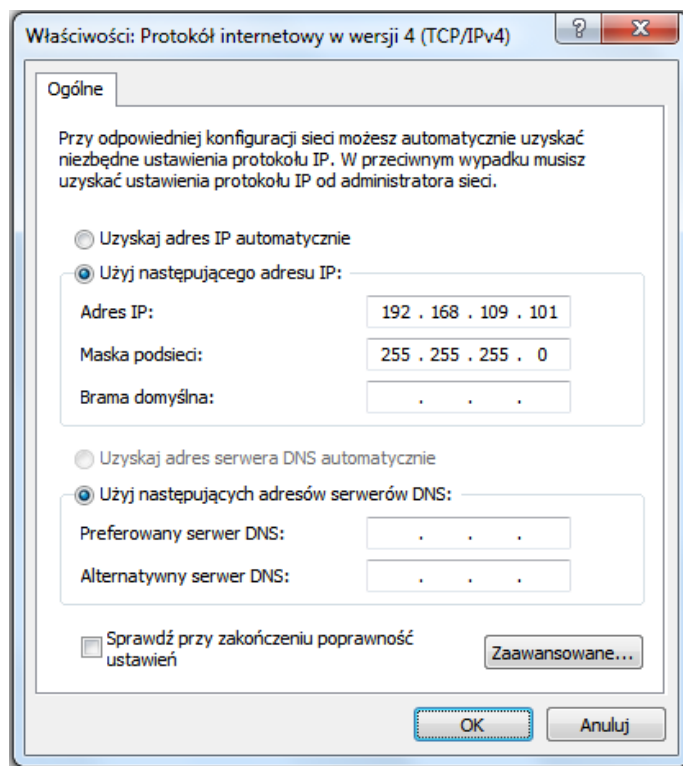 Właściwości: Protokół internetowy w wersji 4 (TCP/IPv4)
Ogólne
Przy odpowiedniej konfiguracji sieci możesz automatycznie uzyskać
niezbędne ustawienia protokołu IP. W przeciwnym wypadku musisz
uzyskać ustawienia protokołu IP od administratora sieci.
Uzyskaj adres IP automatycznie
Użyj następującego adresu IP:
Adres IP: 192 . 168 . 109 . 101
Maska podsieci: 255 . 255 . 255 . 0
Brama domyślna: . . .
Uzyskaj adres serwera DNS automatycznie
Użyj następujących adresów serwerów DNS:
Preferowany serwer DNS: . . .
Alternatywny serwer DNS: . . .
Sprawdź przy zakończeniu poprawność
ustawień
Zaawansowane...
OK Anuluj